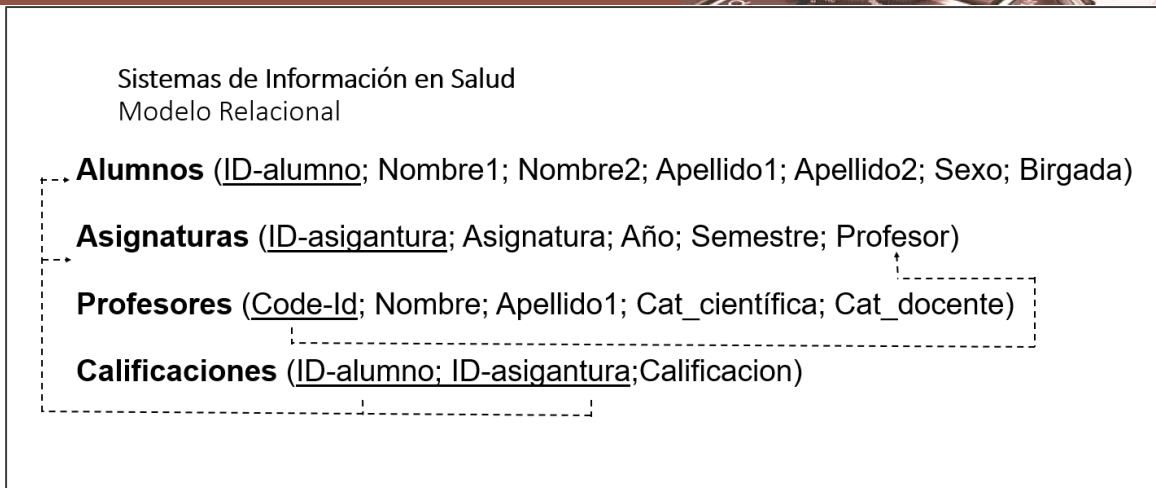 Sistemas de Información en Salud
Modelo Relacional
Alumnos (ID-alumno; Nombre1; Nombre2; Apellido1; Apellido2; Sexo; Birgada)
Asignaturas (ID-asigantura; Asignatura; Año; Semestre; Profesor)
Profesores (Code-Id; Nombre; Apellido1; Cat_científica; Cat_docente)
Calificaciones (ID-alumno; ID-asigantura;Calificacion)